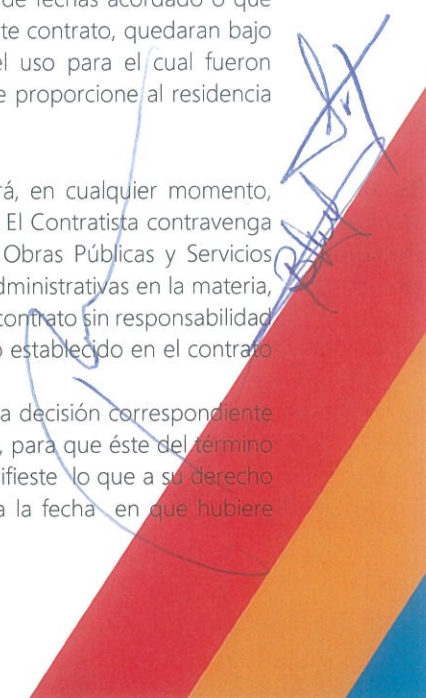 de fechas acordado o que
te contrato, quedaran bajo
el uso para el cual fueron
e proporcione al residencia
rá, en cualquier momento,
El Contratista contravenga
Obras Públicas y Servicios
dministrativas en la materia,
contrato sin responsabilidad
o establecido en el contrato
a decisión correspondiente
, para que éste del término
ifieste lo que a su derecho
a la fecha en que hubiere